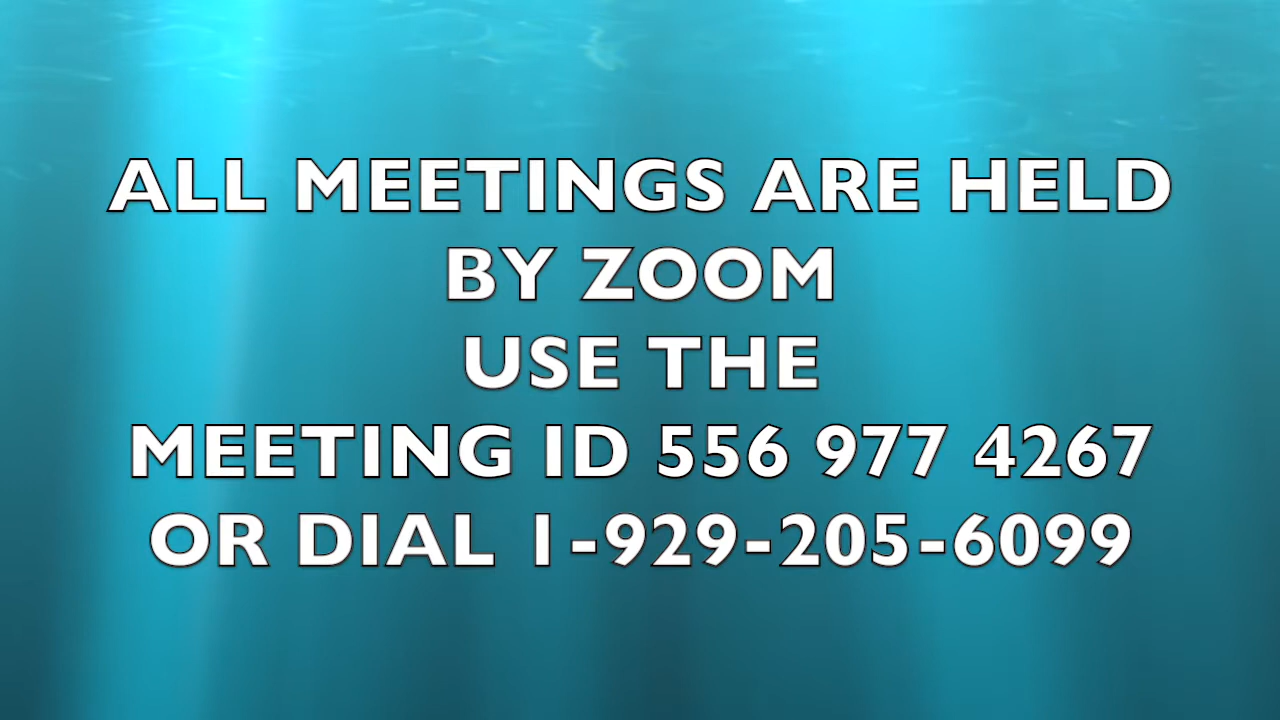 ALL MEETINGS ARE HELD
BY ZOOM
USE THE
MEETING ID 556 977 4267
OR DIAL 1-929-205-6099